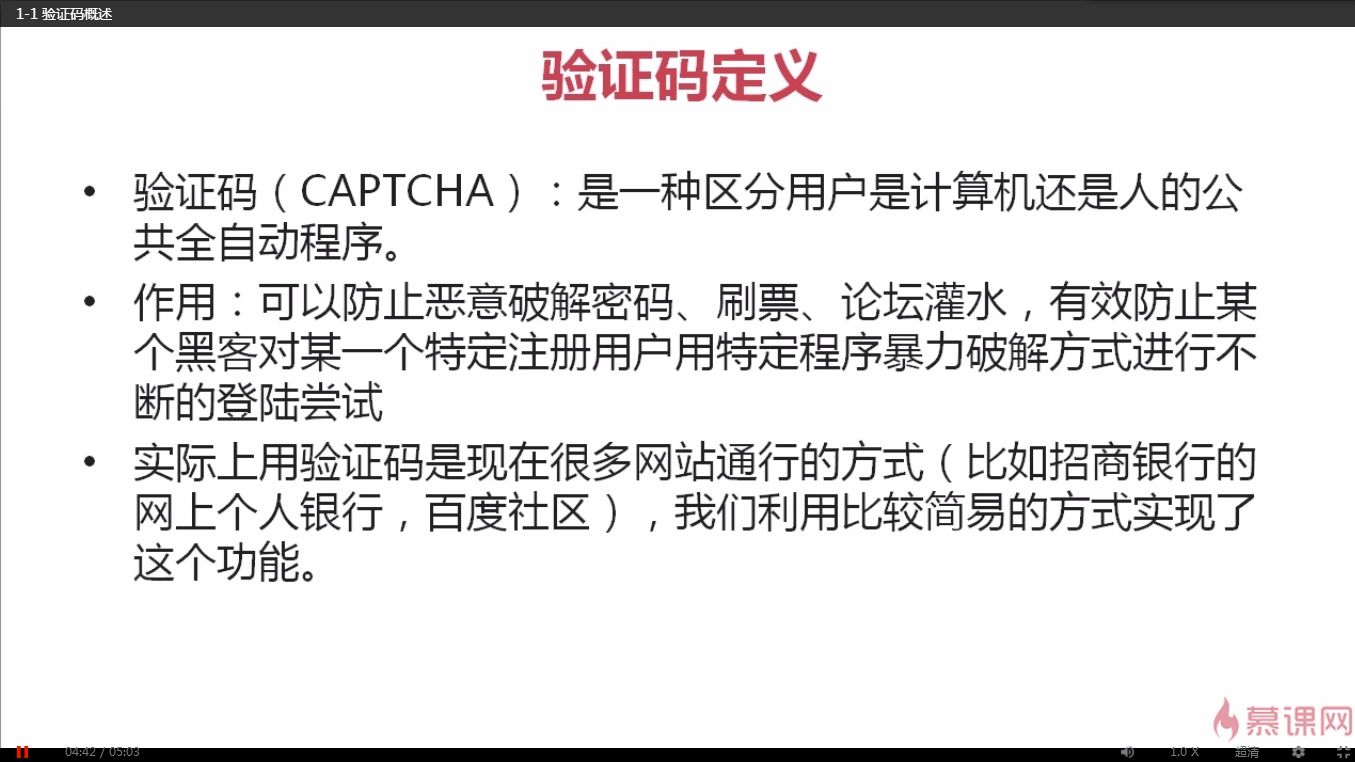 1-1 验证码概述
验证码定义
• 验证码（CAPTCHA）：是一种区分用户是计算机还是人的公
共全自动程序。
• 作用：可以防止恶意破解密码、刷票、论坛灌水，有效防止某
个黑客对某一个特定注册用户用特定程序暴力破解方式进行不
断的登陆尝试
• 实际上用验证码是现在很多网站通行的方式（比如招商银行的
网上个人银行，百度社区），我们利用比较简易的方式实现了
这个功能。
慕课网
04:42 / 05:03
1.0 X
超清